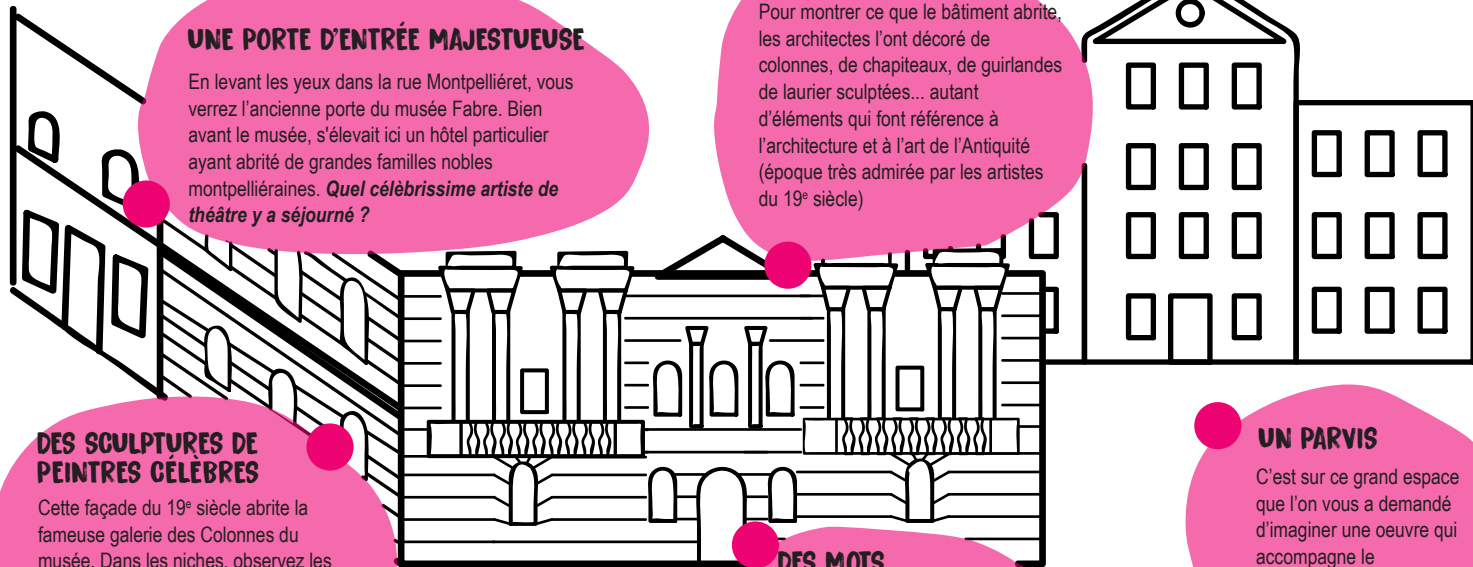 UNE PORTE D'ENTRÉE MAJESTUEUSE
En levant les yeux dans la rue Montpelliéret, vous
verrez l'ancienne porte du musée Fabre. Bien
avant le musée, s'élevait ici un hôtel particulier
ayant abrité de grandes familles nobles
montpelliéraines. Quel célèbrissime artiste de
théâtre y a séjourné ?
Pour montrer ce que le bâtiment abrite,
les architectes l'ont décoré de
colonnes, de chapiteaux, de guirlandes
de laurier sculptées... autant
d'éléments qui font référence à
l'architecture et à l'art de l'Antiquité
(époque très admirée par les artistes
du 19e siècle)
DES SCULPTURES DE
PEINTRES CÉLÈBRES
Cette façade du 19e siècle abrite la
fameuse galerie des Colonnes du
musée. Dans les niches, observez les
DES MOTS
UN PARVIS
C'est sur ce grand espace
que l'on vous a demandé
d'imaginer une oeuvre qui
accompagne le